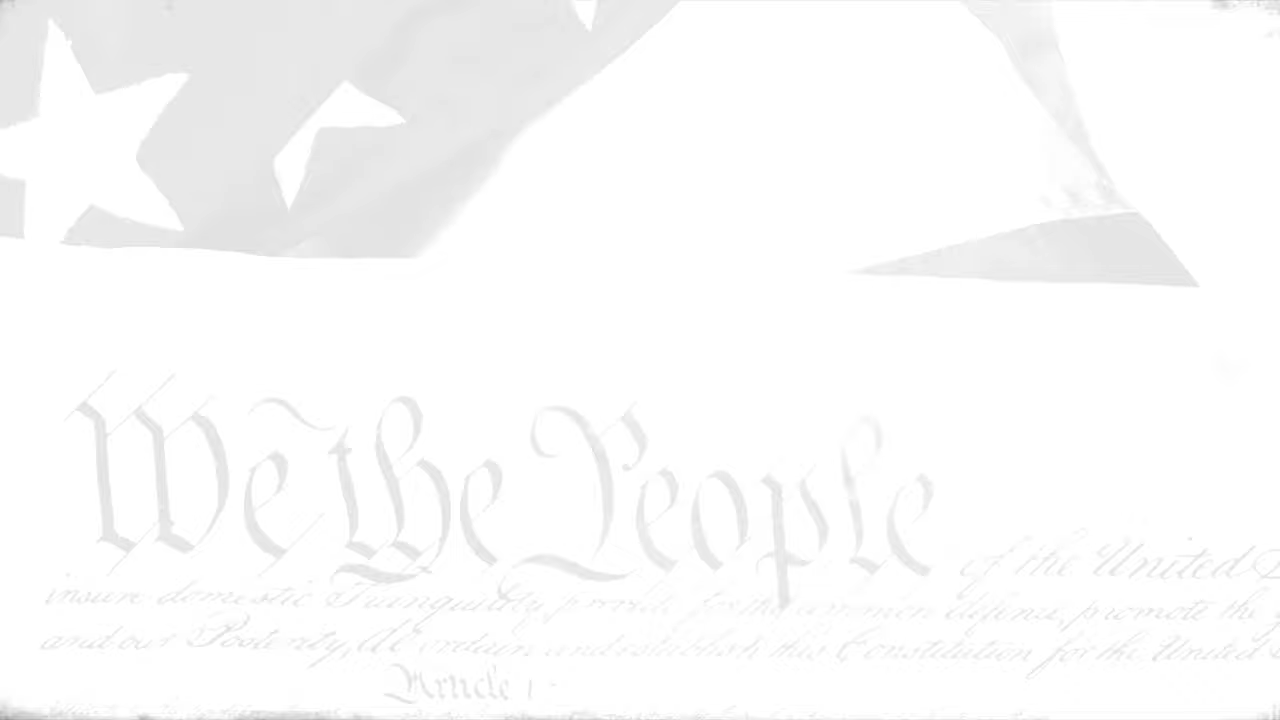 We the People of the United
insure domestic Tranquility, provide for the common defence, promote the
and our Posterity, do ordain and establish this Constitution for the United
Article 1